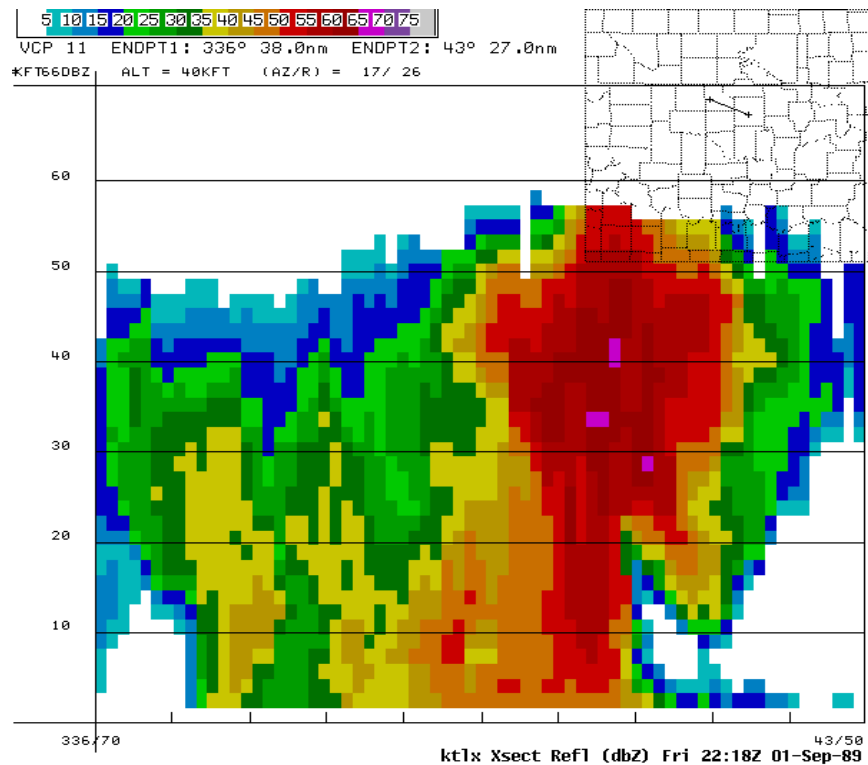 5 10 15 20 25 30 35 40 45 50 55 60 65 70 75
VCP 11 ENDPT1: 336° 38.0nm ENDPT2: 43° 27.0nm
*KFT66DBZ ALT = 40KFT (AZ/R) = 17/ 26
60
50
40
30
20
10
336/70 43/50
ktlx Xsect Refl (dbZ) Fri 22:18Z 01-Sep-89